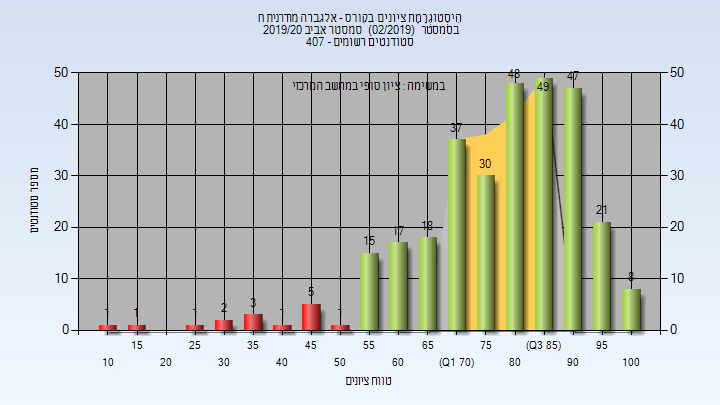 הִיסְטוֹגְרָמַת ציונים בקורס - אלגברה מודרנית ח
בסמסטר (02/2019) סמסטר אביב 2019/20
סטודנטים רשומים - 407
במשימה : ציון סופי במחשב המרכזי
50 50
40 40
30 30
20 20
10 10
0 0
1 1 1 2 3 1 5 1 15 17 18 37 30 48 49 47 21 8
מספר סטודנטים
15 25 35 45 55 65 75 (Q3 85) 95
10 20 30 40 50 60 (Q1 70) 80 90 100
טווח ציונים